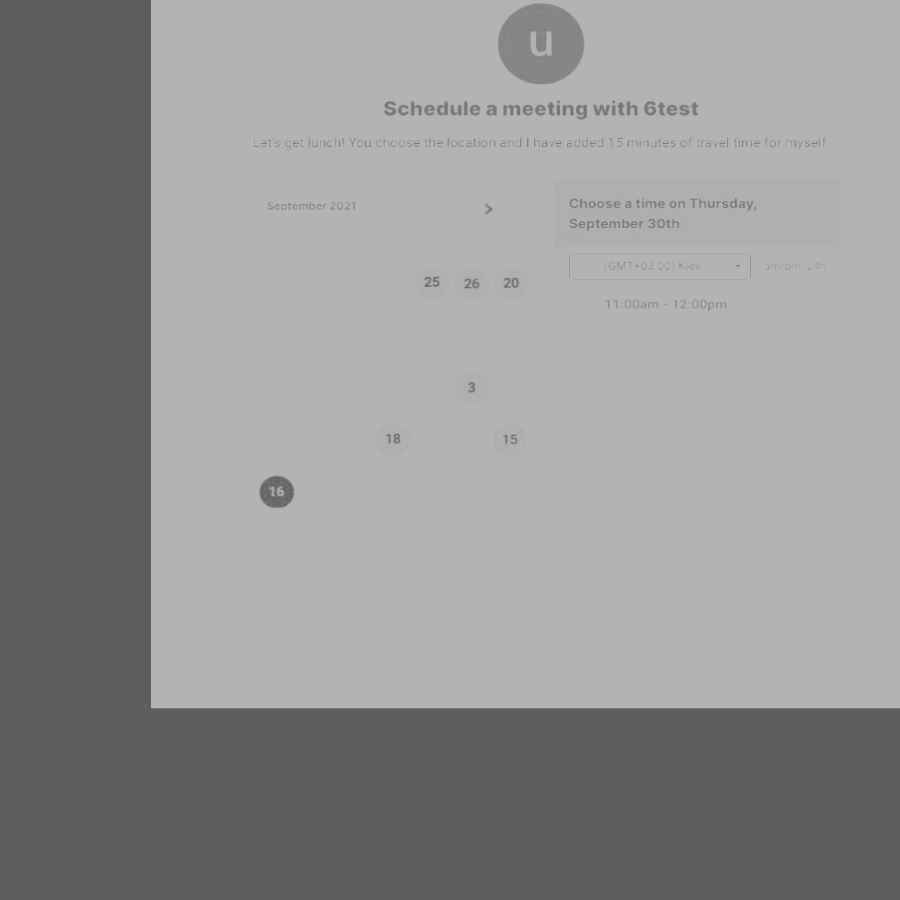 u
Schedule a meeting with 6test
Let's get lunch! You choose the location and I have added 15 minutes of travel time for myself.
September 2021
25 26 20
3
18 15
16
Choose a time on Thursday,
September 30th
(GMT+03:00) Kiev am/pm 24h
11:00am - 12:00pm